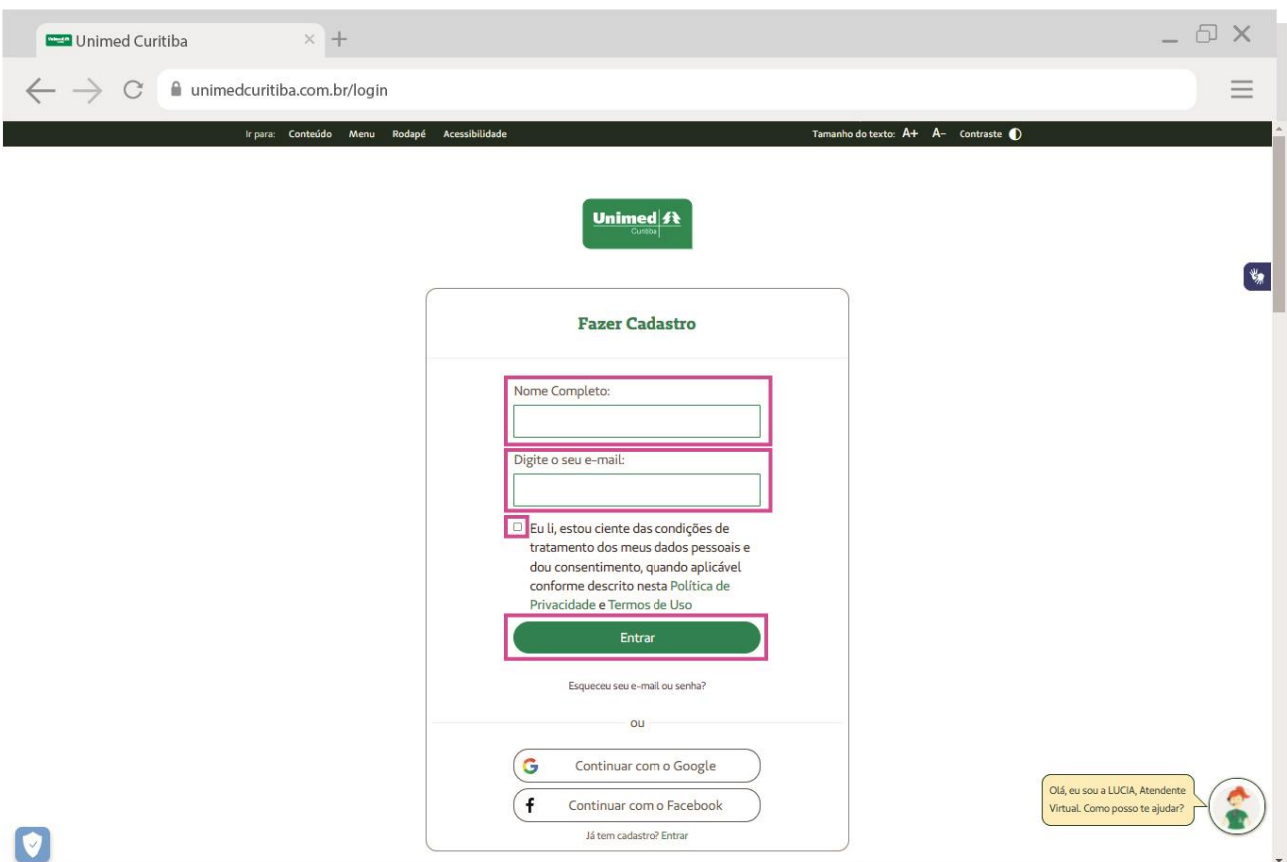 Unimed Curitiba
unimedcuritiba.com.br/login
Ir para: Conteúdo Menu Rodapé Acessibilidade Tamanho do texto: A+ A- Contraste
Unimed
Curitiba
Fazer Cadastro
Nome Completo:
Digite o seu e-mail:
Eu li, estou ciente das condições de
tratamento dos meus dados pessoais e
dou consentimento, quando aplicável
conforme descrito nesta Política de
Privacidade e Termos de Uso
Entrar
Esqueceu seu e-mail ou senha?
ou
Continuar com o Google
Continuar com o Facebook
Já tem cadastro? Entrar
Olá, eu sou a LUCIA, Atendente
Virtual. Como posso te ajudar?